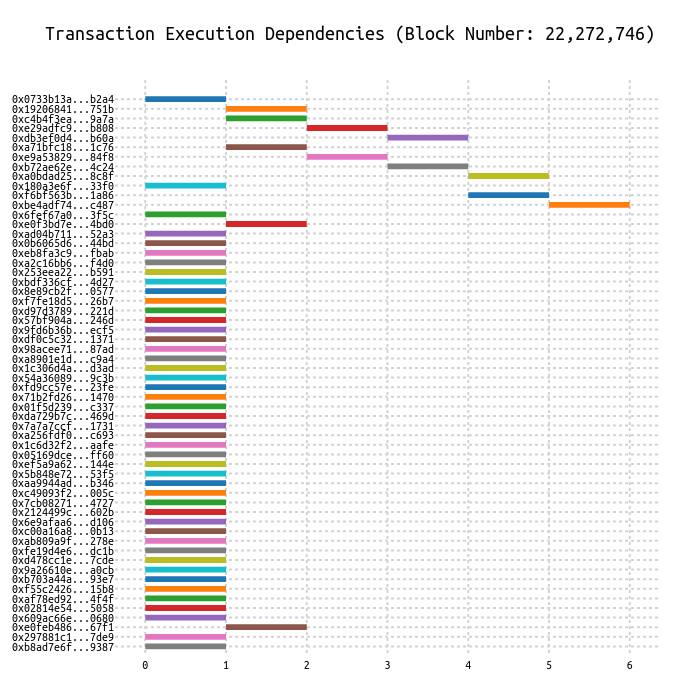 Transaction Execution Dependencies (Block Number: 22,272,746)
0x0733b13a...b2a4
0x19206841...751b
0xc4b4f3ea...9a7a
0xe29adfc9...b808
0xdb3ef0d4...b60a
0xa71bfc18...1c76
0xe9a53829...84f8
0xb72ae62e...4c24
0xa0bdad25...8c8f
0x180a3e6f...33f0
0xf6bf563b...1a86
0xbe4adf74...c487
0x6fef67a0...3f5c
0xe0f3bd7e...4bd0
0xad04b711...52a3
0x0b6065d6...44bd
0xeb8fa3c9...fbab
0xa2c16bb6...f4d0
0x253eea22...b591
0xbdf336cf...4d27
0x8e89cb2f...0577
0xf7fe18d5...26b7
0xd97d3789...221d
0x57bf904a...246d
0x9fd6b36b...ecf5
0xdf0c5c32...1371
0x98acee71...87ad
0xa8901e1d...c9a4
0x1c306d4a...d3ad
0x54a36089...9c3b
0xfd9cc57e...23fe
0x71b2fd26...1470
0x01f5d239...c337
0xda729b7c...469d
0x7a7a7ccf...1731
0xa256fdf0...c693
0x1c6d32f2...aafe
0x05169dce...ff60
0xef5a9a62...144e
0x5b848e72...53f5
0xaa9944ad...b346
0xc49093f2...005c
0x7cb08271...4727
0x2124499c...602b
0x6e9afaa6...d106
0xc00a16a8...0b13
0xab809a9f...278e
0xfe19d4e6...dc1b
0xd478cc1e...7cde
0x9a26610e...a0cb
0xb703a44a...93e7
0xf55c2426...15b8
0xaf78ed92...4f4f
0x02814e54...5058
0x609ac66e...0680
0xe0feb486...67f1
0x297881c1...7de9
0xb8ad7e6f...9387
0 1 2 3 4 5 6